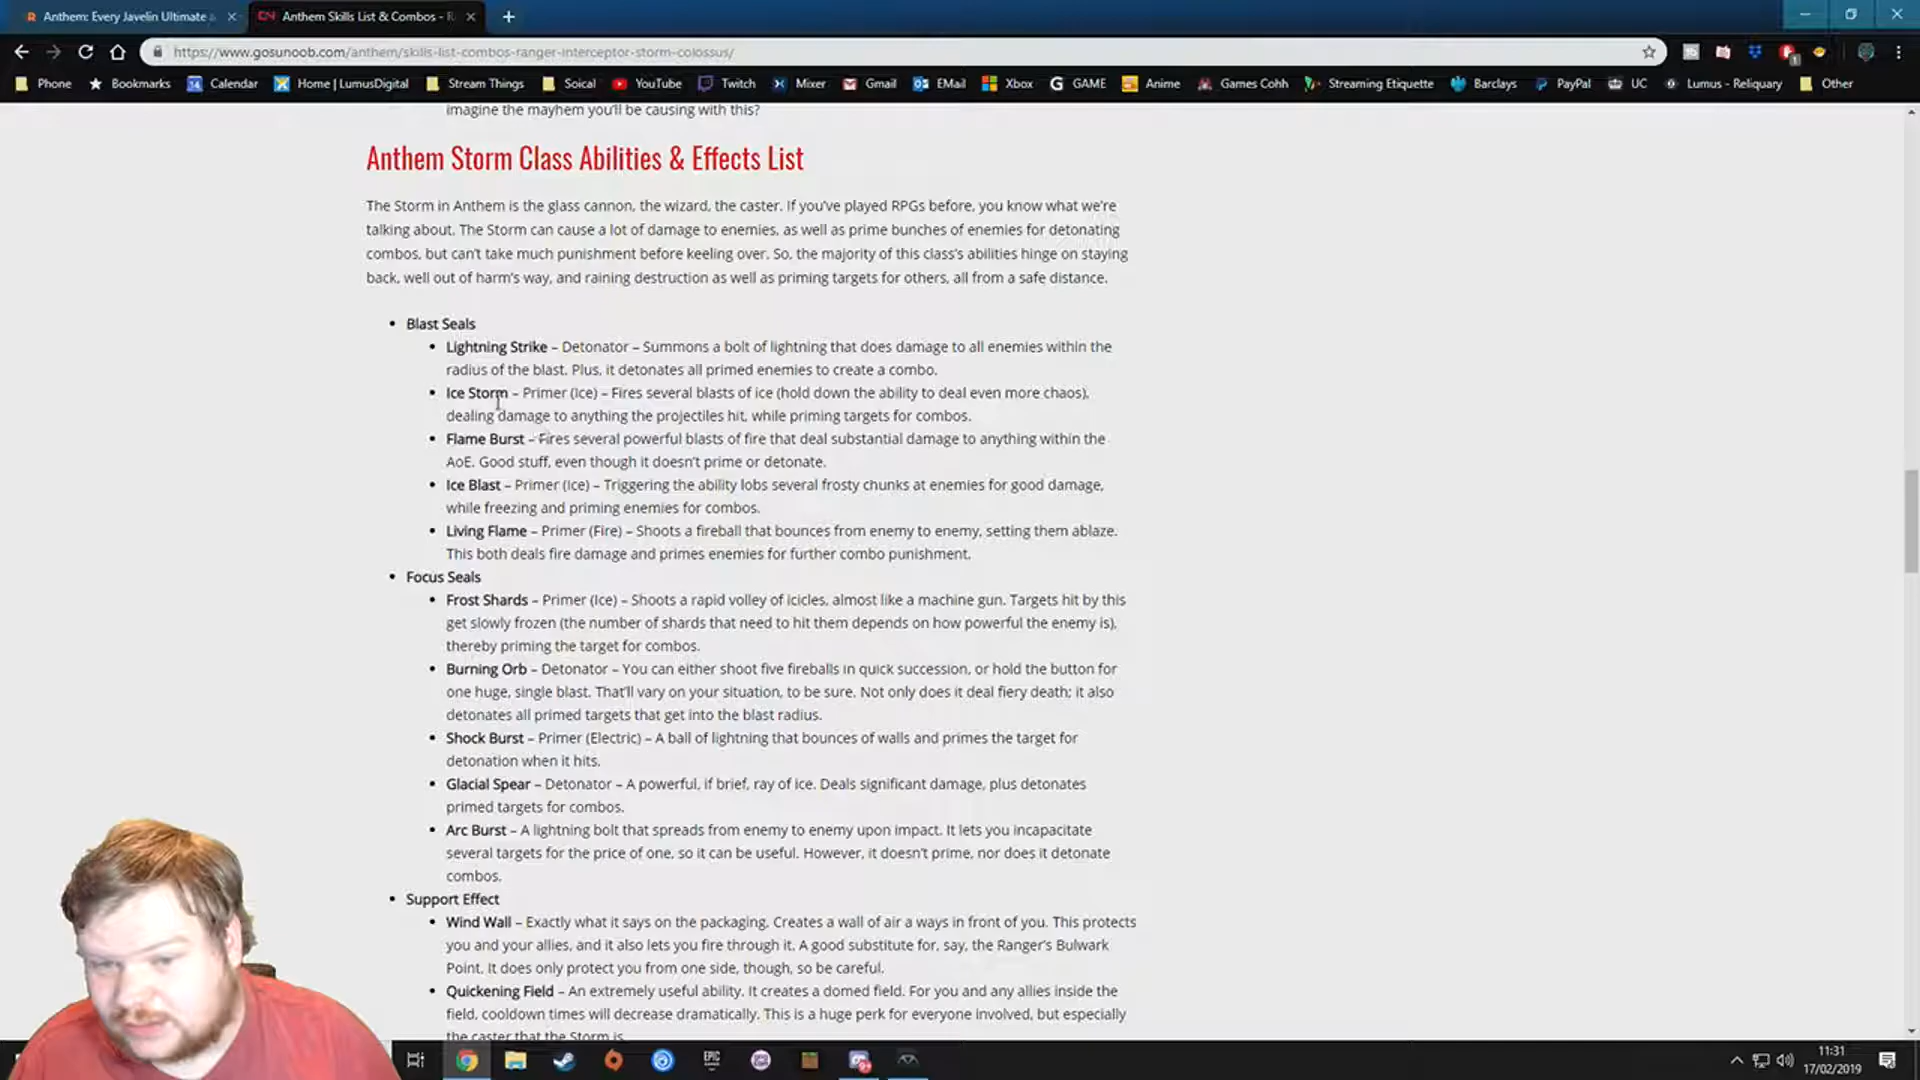 Anthem: Every Javelin Ultimate
Anthem Skills List & Combos - R
https://www.gosunoob.com/anthem/skills-list-combos-ranger-interceptor-storm-colossus/
Phone Bookmarks Calendar Home | LumusDigital Stream Things Soical YouTube Twitch Mixer Gmail EMail Xbox GAME Anime Games Cohh Streaming Etiquette Barclays PayPal UC Lumus - Reliquary Other
imagine the mayhem you'll be causing with this?
Anthem Storm Class Abilities & Effects List
The Storm in Anthem is the glass cannon, the wizard, the caster. If you've played RPGs before, you know what we're
talking about. The Storm can cause a lot of damage to enemies, as well as prime bunches of enemies for detonating
combos, but can't take much punishment before keeling over. So, the majority of this class's abilities hinge on staying
back, well out of harm's way, and raining destruction as well as priming targets for others, all from a safe distance.
• Blast Seals
• Lightning Strike – Detonator – Summons a bolt of lightning that does damage to all enemies within the
radius of the blast. Plus, it detonates all primed enemies to create a combo.
• Ice Storm – Primer (Ice) – Fires several blasts of ice (hold down the ability to deal even more chaos),
dealing damage to anything the projectiles hit, while priming targets for combos.
• Flame Burst – Fires several powerful blasts of fire that deal substantial damage to anything within the
AoE. Good stuff, even though it doesn't prime or detonate.
• Ice Blast – Primer (Ice) – Triggering the ability lobs several frosty chunks at enemies for good damage,
while freezing and priming enemies for combos.
• Living Flame – Primer (Fire) – Shoots a fireball that bounces from enemy to enemy, setting them ablaze.
This both deals fire damage and primes enemies for further combo punishment.
• Focus Seals
• Frost Shards – Primer (Ice) – Shoots a rapid volley of icicles, almost like a machine gun. Targets hit by this
get slowly frozen (the number of shards that need to hit them depends on how powerful the enemy is),
thereby priming the target for combos.
• Burning Orb – Detonator – You can either shoot five fireballs in quick succession, or hold the button for
one huge, single blast. That'll vary on your situation, to be sure. Not only does it deal fiery death; it also
detonates all primed targets that get into the blast radius.
• Shock Burst – Primer (Electric) – A ball of lightning that bounces of walls and primes the target for
detonation when it hits.
• Glacial Spear – Detonator – A powerful, if brief, ray of ice. Deals significant damage, plus detonates
primed targets for combos.
• Arc Burst – A lightning bolt that spreads from enemy to enemy upon impact. It lets you incapacitate
several targets for the price of one, so it can be useful. However, it doesn't prime, nor does it detonate
combos.
• Support Effect
• Wind Wall – Exactly what it says on the packaging. Creates a wall of air a ways in front of you. This protects
you and your allies, and it also lets you fire through it. A good substitute for, say, the Ranger's Bulwark
Point. It does only protect you from one side, though, so be careful.
• Quickening Field – An extremely useful ability. It creates a domed field. For you and any allies inside the
field, cooldown times will decrease dramatically. This is a huge perk for everyone involved, but especially
the caster that the Storm is.
EPIC
11:31
17/02/2019